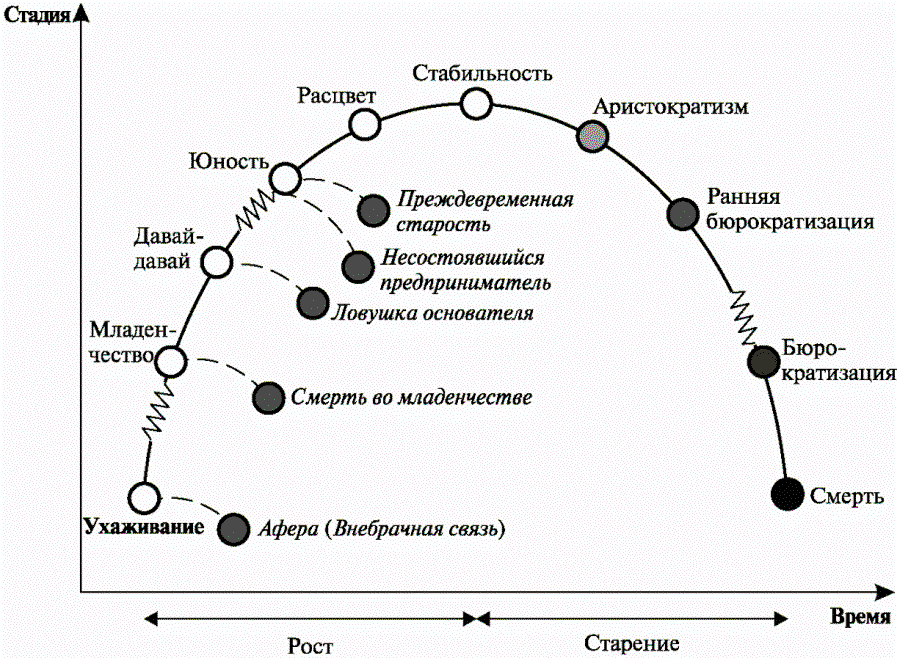 Стадия
Стабильность
Расцвет
Аристократизм
Юность
Преждевременная
старость
Ранняя
бюрократизация
Давай-
давай
Несостоявшийся
предприниматель
Ловушка основателя
Младен-
чество
Бюро-
кратизация
Смерть во младенчестве
Смерть
Ухаживание
Афера (Внебрачная связь)
Время
Рост
Старение